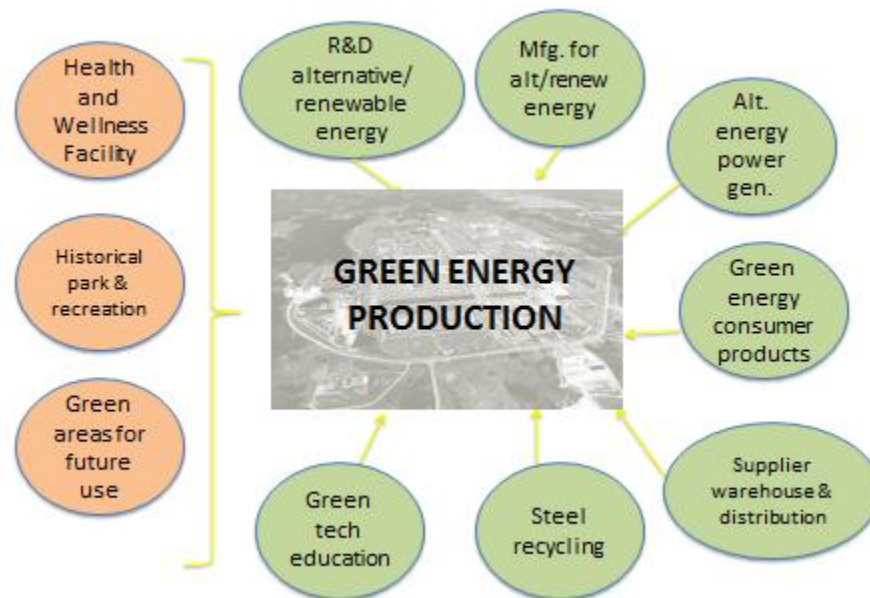 Health
and
Wellness
Facility
Historical
park &
recreation
Green
areas for
future
use
R&D
alternative/
renewable
energy
Mfg. for
alt/renew
energy
Alt.
energy
power
gen.
Green
energy
consumer
products
Supplier
warehouse &
distribution
Steel
recycling
Green
tech
education
GREEN ENERGY
PRODUCTION